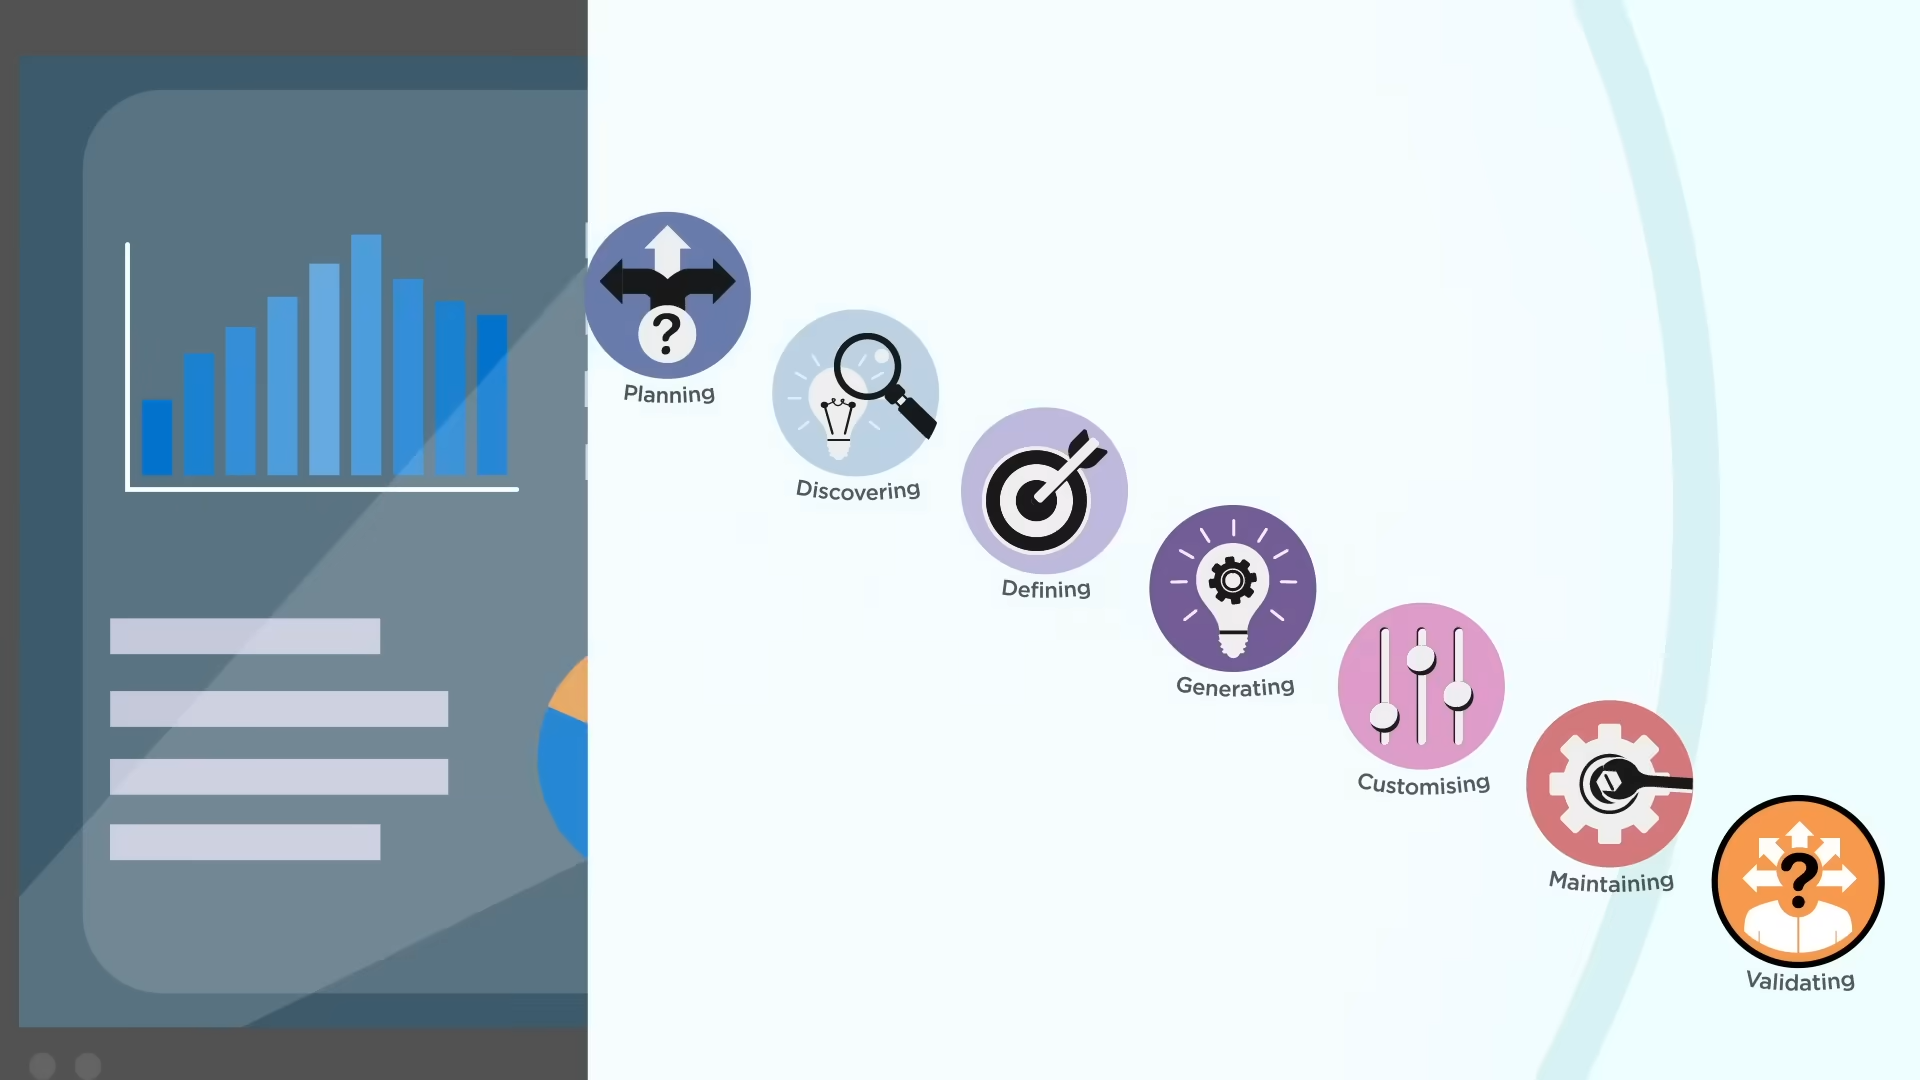 ?
Planning
Discovering
Defining
Generating
Customising
Maintaining
?
Validating